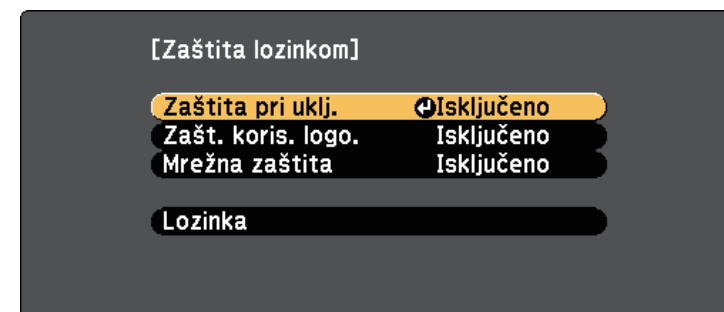 [Zaštita lozinkom]
Zaštita pri uklj. Isključeno
Zašt. koris. logo. Isključeno
Mrežna zaštita Isključeno
Lozinka